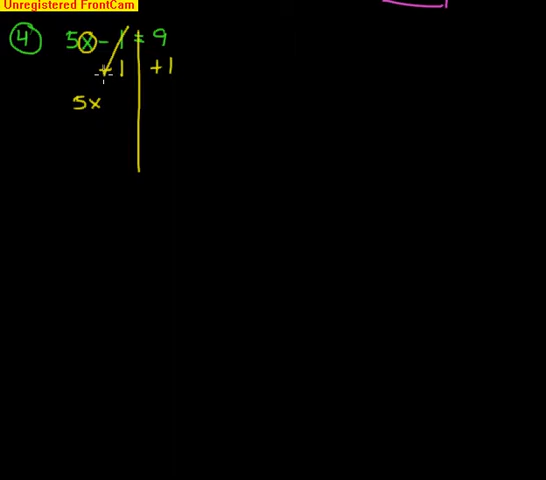 Unregistered FrontCam
4 5x - 1 = 9
+ 1 + 1
5x